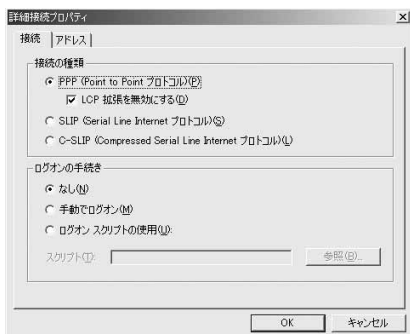 詳細接続プロパティ
接続 アドレス
接続の種類
PPP (Point to Point プロトコル)(P)
LCP 拡張を無効にする(D)
SLIP (Serial Line Internet プロトコル)(S)
C-SLIP (Compressed Serial Line Internet プロトコル)(L)
ログオンの手続き
なし(N)
手動でログオン(M)
ログオン スクリプトの使用(U):
スクリプト(T): 参照(B)...
OK キャンセル